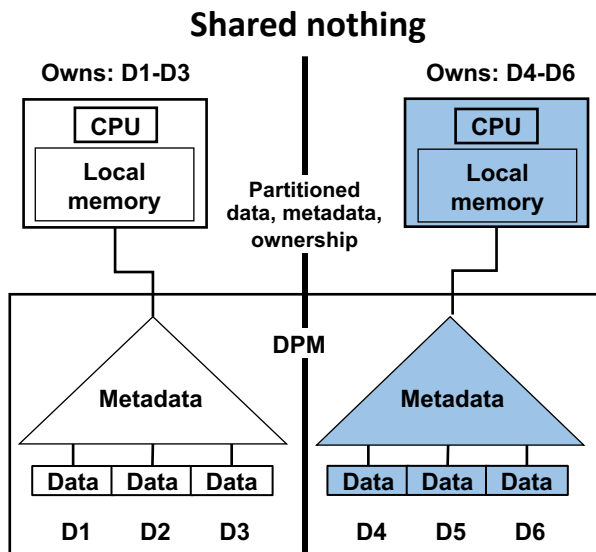 Shared nothing
Owns: D1-D3
Owns: D4-D6
CPU
Local
memory
CPU
Local
memory
Partitioned
data, metadata,
ownership
DPM
Metadata
Metadata
Data Data Data
Data Data Data
D1 D2 D3
D4 D5 D6